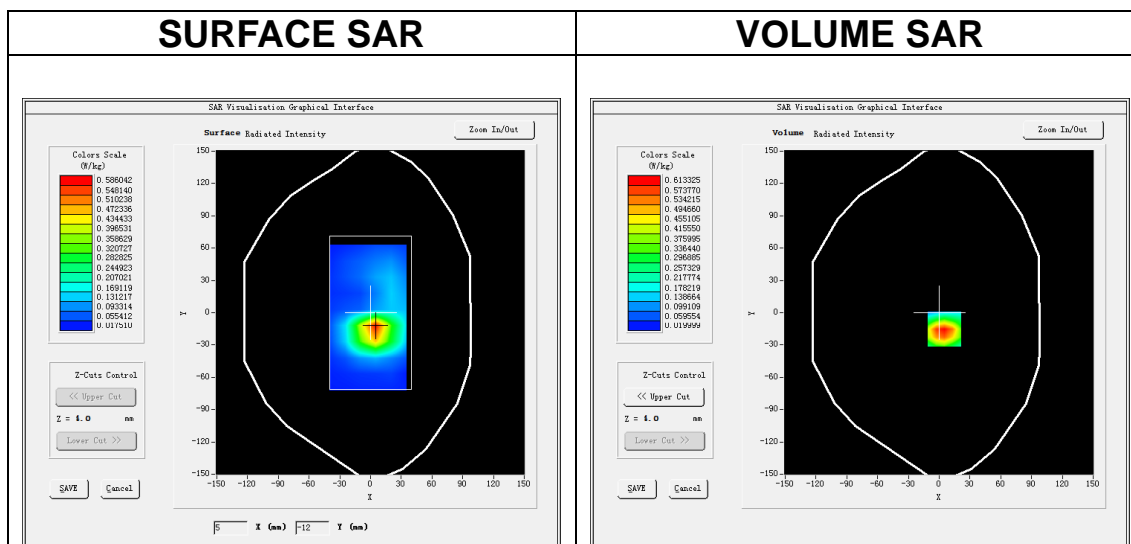 SURFACE SAR
VOLUME SAR
SAR Visualisation Graphical Interface
Surface Radiated Intensity
Zoom In/Out
Colors Scale
(W/kg)
0.586042
0.548140
0.510238
0.472336
0.434433
0.396531
0.358629
0.320727
0.282825
0.244923
0.207021
0.169119
0.131217
0.093314
0.055412
0.017510
150
120
90
60
30
0
-30
-60
-90
-120
-150
Y
-150 -120 -90 -60 -30 0 30 60 90 120 150
X
Z-Cuts Control
<< Upper Cut
Z = 4.0 mm
Lower Cut >>
SAVE Cancel
5 X (mm) -12 Y (mm)
SAR Visualisation Graphical Interface
Volume Radiated Intensity
Zoom In/Out
Colors Scale
(W/kg)
0.613325
0.573770
0.534215
0.494660
0.455105
0.415550
0.375995
0.336440
0.296885
0.257329
0.217774
0.178219
0.138664
0.099109
0.059554
0.019999
150
120
90
60
30
0
-30
-60
-90
-120
-150
Y
-150 -120 -90 -60 -30 0 30 60 90 120 150
X
Z-Cuts Control
<< Upper Cut
Z = 4.0 mm
Lower Cut >>
SAVE Cancel